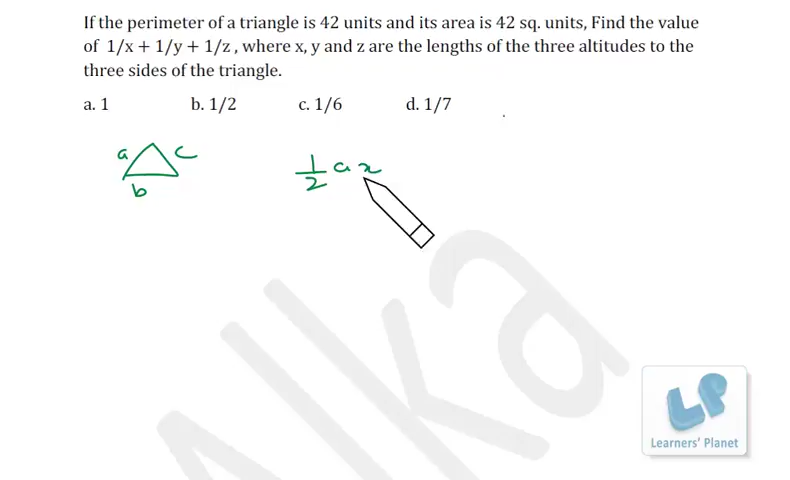 If the perimeter of a triangle is 42 units and its area is 42 sq. units, Find the value
of 1/x + 1/y + 1/z , where x, y and z are the lengths of the three altitudes to the
three sides of the triangle.
a. 1 b. 1/2 c. 1/6 d. 1/7
a c
b
1/2 a x
Alka
LP
Learners' Planet